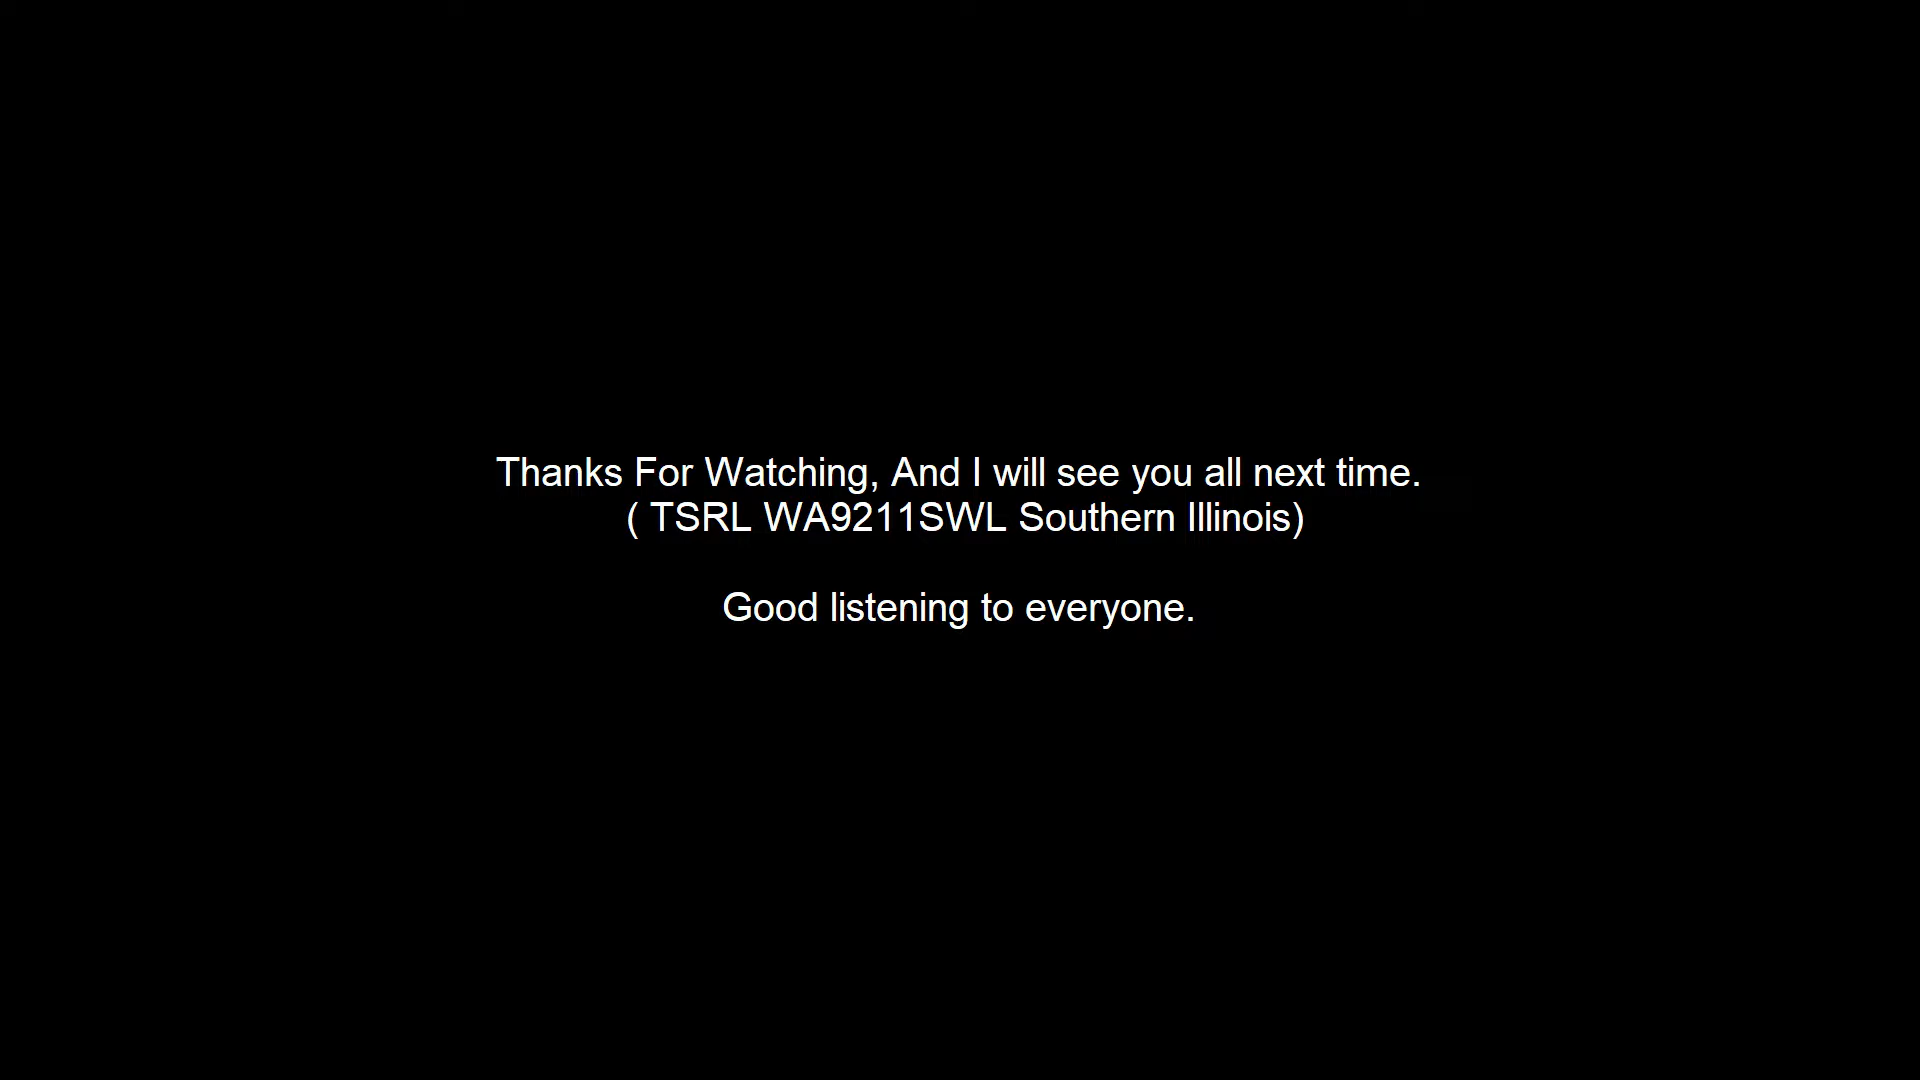 Thanks For Watching, And I will see you all next time.
( TSRL WA9211SWL Southern Illinois)
Good listening to everyone.